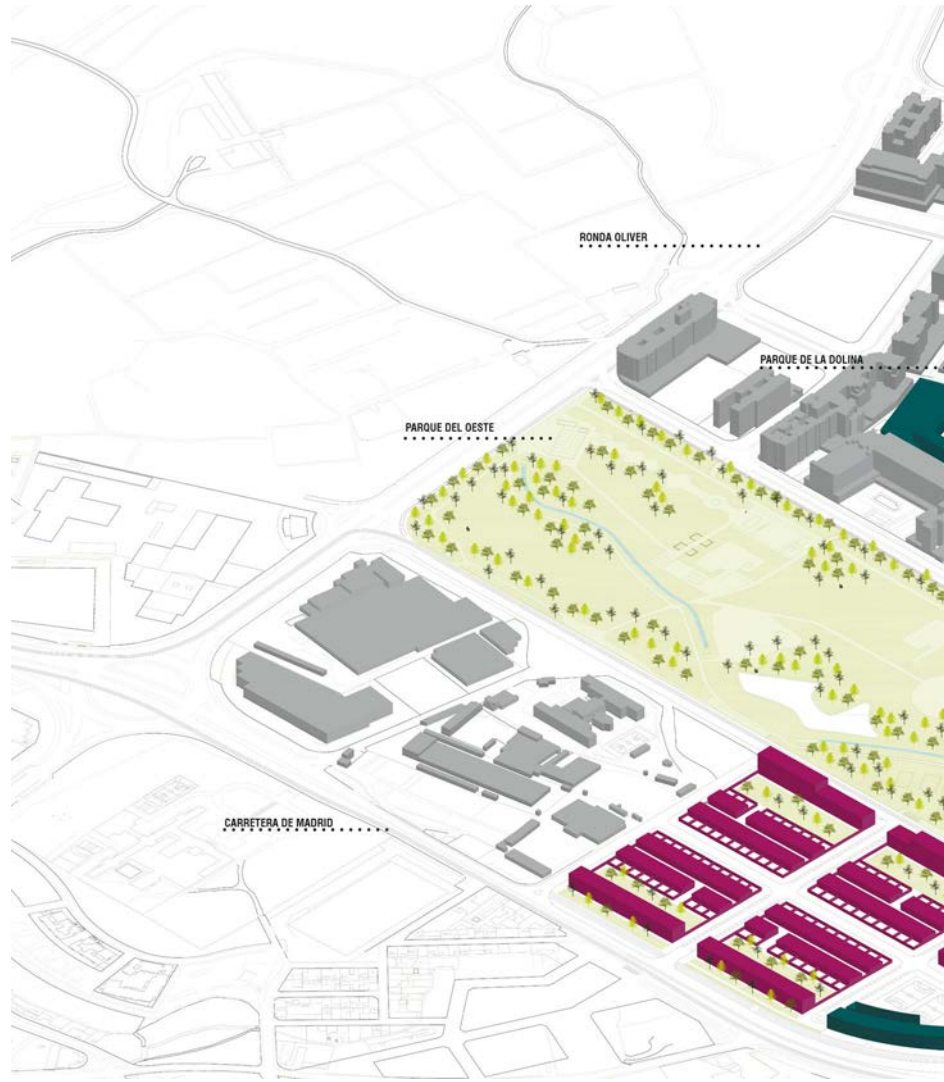 RONDA OLIVER
PARQUE DE LA DOLINA
PARQUE DEL OESTE
CARRETERA DE MADRID